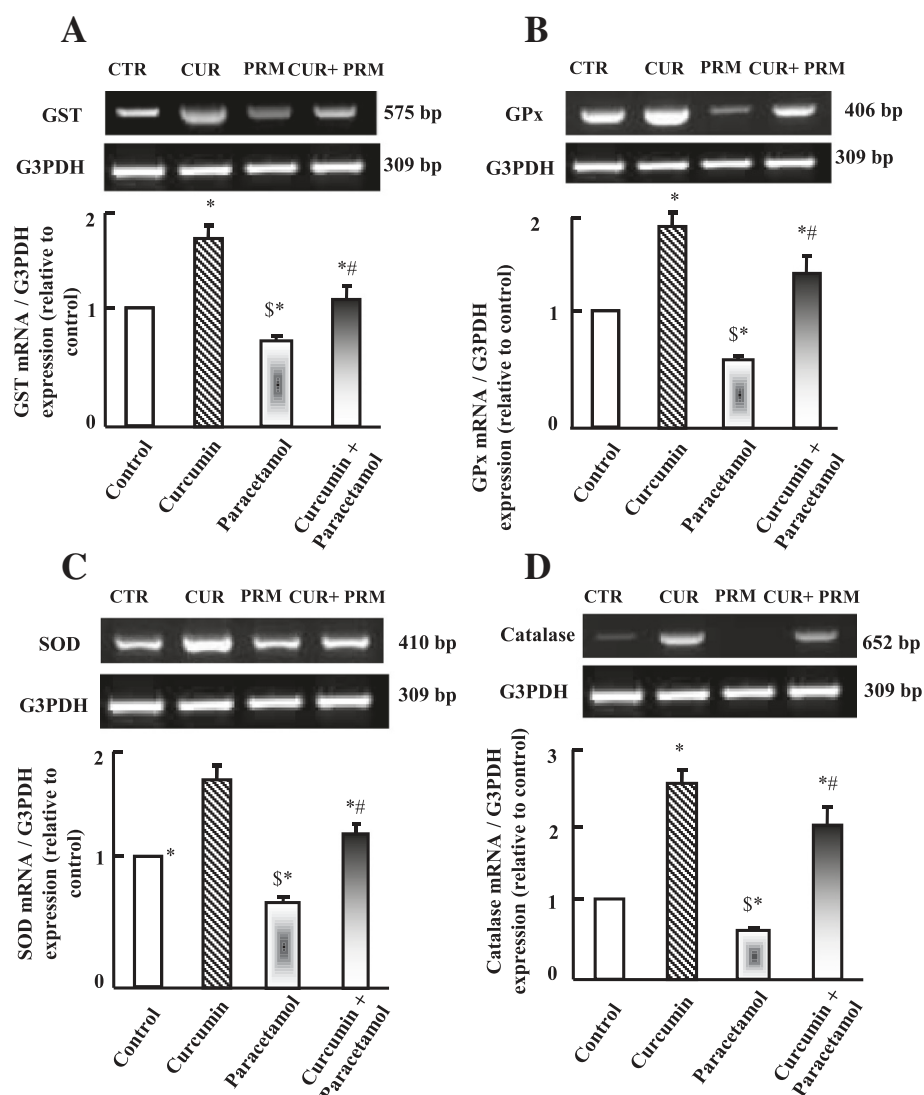 A
CTR CUR PRM CUR+ PRM
GST 575 bp
G3PDH 309 bp
GST mRNA / G3PDH
expression (relative to
control)
2
1
0
*
$*
*#
Control
Curcumin
Paracetamol
Curcumin +
Paracetamol
B
CTR CUR PRM CUR+ PRM
GPx 406 bp
G3PDH 309 bp
GPx mRNA / G3PDH
expression (relative to control)
2
1
0
*
$*
*#
Control
Curcumin
Paracetamol
Curcumin +
Paracetamol
C
CTR CUR PRM CUR+ PRM
SOD 410 bp
G3PDH 309 bp
SOD mRNA / G3PDH
expression (relative to
control)
2
1
0
*
$*
*#
Control
Curcumin
Paracetamol
Curcumin +
Paracetamol
D
CTR CUR PRM CUR+ PRM
Catalase 652 bp
G3PDH 309 bp
Catalase mRNA / G3PDH
expression (relative to control)
3
2
1
0
*
$*
*#
Control
Curcumin
Paracetamol
Curcumin +
Paracetamol